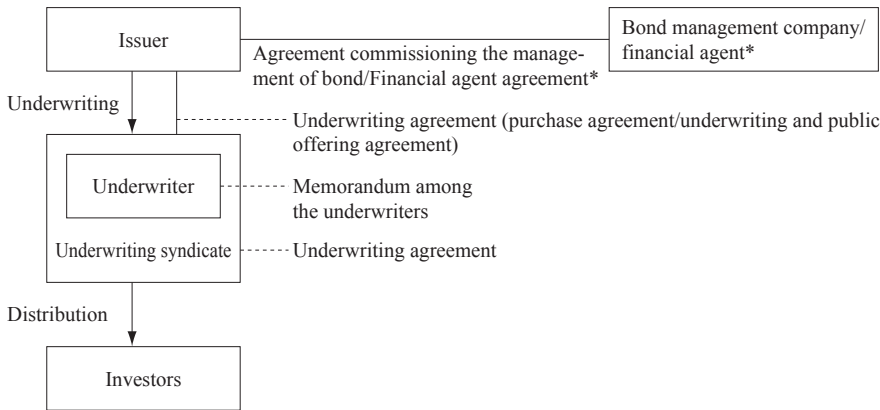 Issuer
Bond management company/
financial agent*
Agreement commissioning the manage-
ment of bond/Financial agent agreement*
Underwriting
Underwriting agreement (purchase agreement/underwriting and public
offering agreement)
Underwriter
Memorandum among
the underwriters
Underwriting syndicate
Underwriting agreement
Distribution
Investors